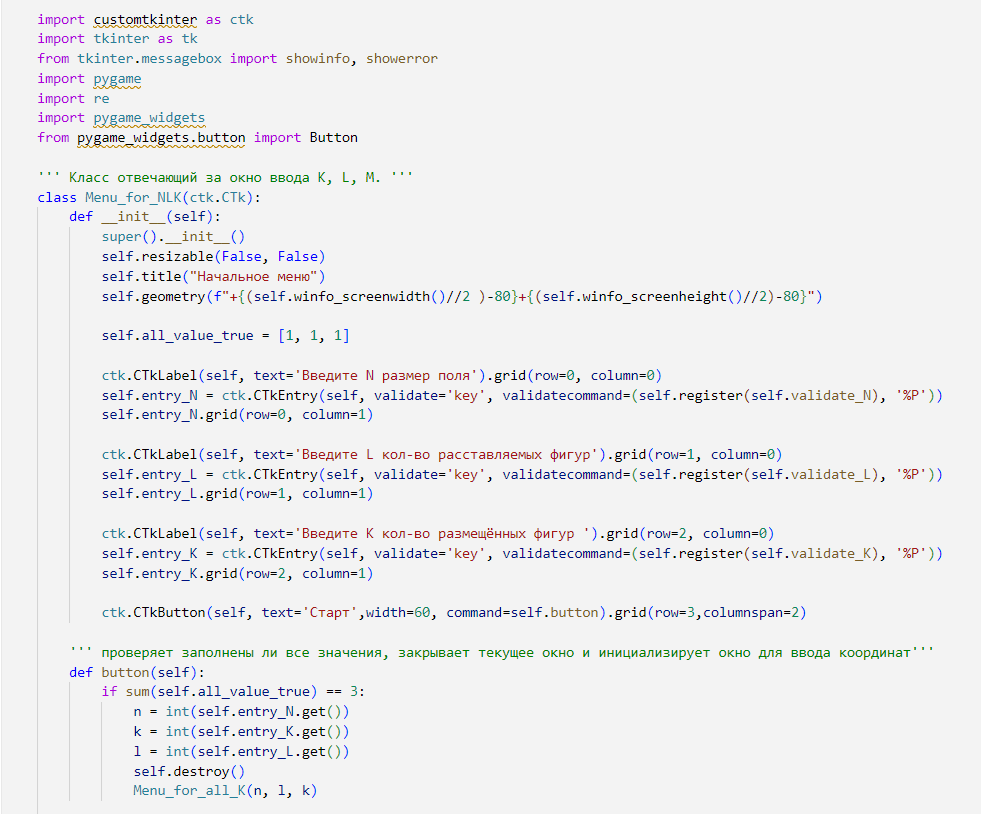 import customtkinter as ctk
import tkinter as tk
from tkinter.messagebox import showinfo, showerror
import pygame
import re
import pygame_widgets
from pygame_widgets.button import Button

''' Класс отвечающий за окно ввода K, L, M. '''
class Menu_for_NLK(ctk.CTk):
    def __init__(self):
        super().__init__()
        self.resizable(False, False)
        self.title("Начальное меню")
        self.geometry(f"+{(self.winfo_screenwidth()//2 )-80}+{(self.winfo_screenheight()//2)-80}")

        self.all_value_true = [1, 1, 1]

        ctk.CTkLabel(self, text='Введите N размер поля').grid(row=0, column=0)
        self.entry_N = ctk.CTkEntry(self, validate='key', validatecommand=(self.register(self.validate_N), '%P'))
        self.entry_N.grid(row=0, column=1)

        ctk.CTkLabel(self, text='Введите L кол-во расставляемых фигур').grid(row=1, column=0)
        self.entry_L = ctk.CTkEntry(self, validate='key', validatecommand=(self.register(self.validate_L), '%P'))
        self.entry_L.grid(row=1, column=1)

        ctk.CTkLabel(self, text='Введите K кол-во размещённых фигур ').grid(row=2, column=0)
        self.entry_K = ctk.CTkEntry(self, validate='key', validatecommand=(self.register(self.validate_K), '%P'))
        self.entry_K.grid(row=2, column=1)

        ctk.CTkButton(self, text='Старт',width=60, command=self.button).grid(row=3,columnspan=2)

    ''' проверяет заполнены ли все значения, закрывает текущее окно и инициализирует окно для ввода координат'''
    def button(self):
        if sum(self.all_value_true) == 3:
            n = int(self.entry_N.get())
            k = int(self.entry_K.get())
            l = int(self.entry_L.get())
            self.destroy()
            Menu_for_all_K(n, l, k)